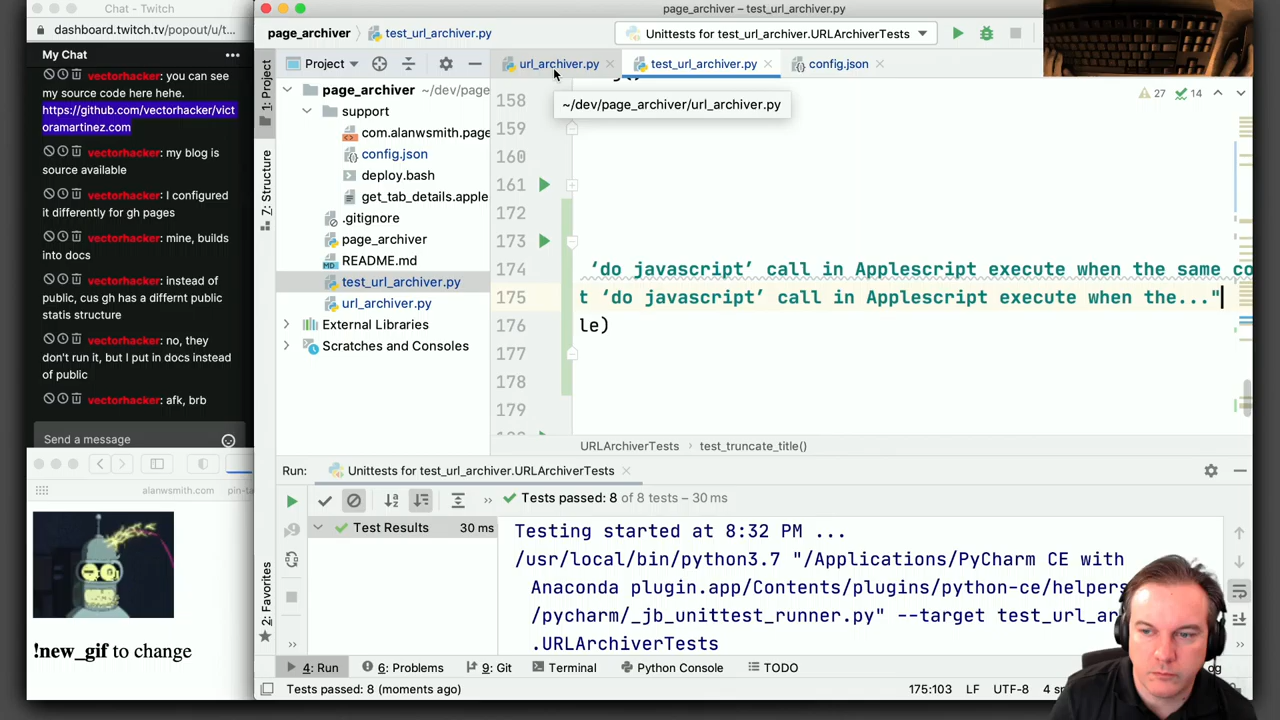 Chat - Twitch
dashboard.twitch.tv/popout/u/t...
My Chat
vectorhacker: you can see
my source code here hehe.
https://github.com/vectorhacker/vict
oramartinez.com
vectorhacker: my blog is
source available
vectorhacker: I configured
it differently for gh pages
vectorhacker: mine, builds
into docs
vectorhacker: instead of
public, cus gh has a differnt public
statis structure
vectorhacker: no, they
don't run it, but I put in docs instead
of public
vectorhacker: afk, brb
Send a message
alanwsmith.com
pin-ta
!new_gif to change
page_archiver – test_url_archiver.py
page_archiver
test_url_archiver.py
Unittests for test_url_archiver.URLArchiverTests
Project
url_archiver.py
test_url_archiver.py
config.json
~/dev/page_archiver/url_archiver.py
27
14
1: Project
7: Structure
2: Favorites
page_archiver ~/dev/page
support
com.alanwsmith.page
config.json
deploy.bash
get_tab_details.apple
.gitignore
page_archiver
README.md
test_url_archiver.py
url_archiver.py
External Libraries
Scratches and Consoles
158
159
160
161
172
173
174 ‘do javascript’ call in Applescript execute when the same co
175 t ‘do javascript’ call in Applescript execute when the..."
176 le)
177
178
179
URLArchiverTests
test_truncate_title()
Run:
Unittests for test_url_archiver.URLArchiverTests
Tests passed: 8 of 8 tests – 30 ms
Test Results 30 ms
Testing started at 8:32 PM ...
/usr/local/bin/python3.7 "/Applications/PyCharm CE with
Anaconda plugin.app/Contents/plugins/python-ce/helpers
/pycharm/_jb_unittest_runner.py" --target test_url_ar
.URLArchiverTests
4: Run
6: Problems
9: Git
Terminal
Python Console
TODO
Tests passed: 8 (moments ago)
175:103
LF
UTF-8
4 s